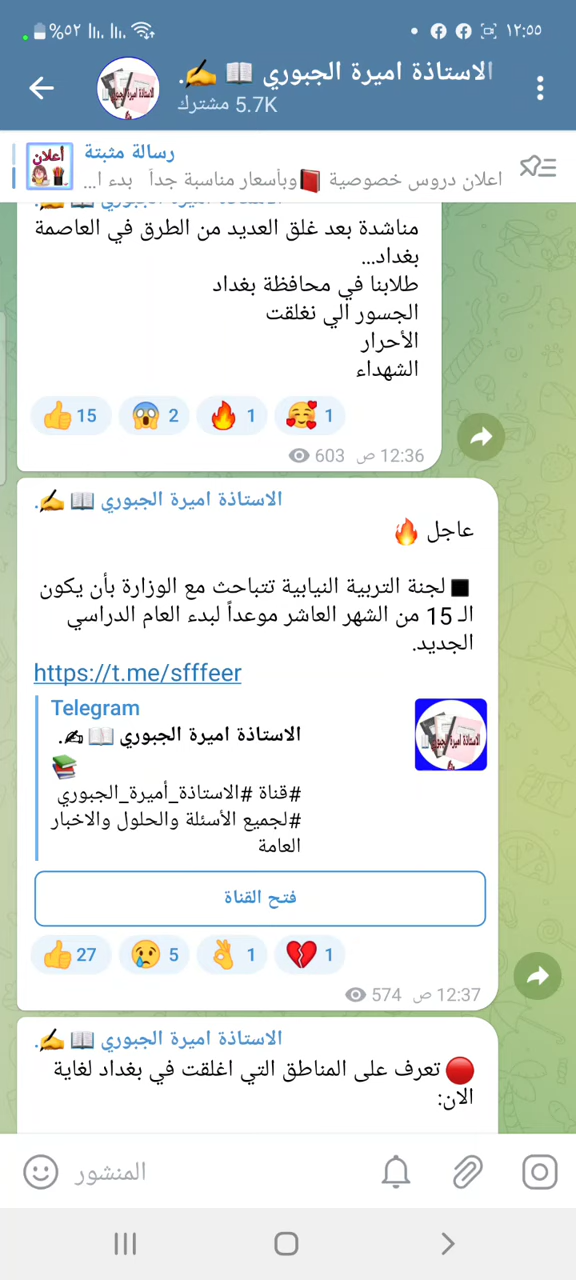 ١٢:٥٥
%٥٢
الاستاذة اميرة الجبوري 📖 ✍️.
5.7K مشترك
رسالة مثبتة
اعلان دروس خصوصية 📕وبأسعار مناسبة جداً بدء ا...
أعلان
الاستاذة اميرة الجبوري 📖 ✍️.
مناشدة بعد غلق العديد من الطرق في العاصمة
بغداد...
طلابنا في محافظة بغداد
الجسور الي نغلقت
الأحرار
الشهداء
👍 15 😱 2 🔥 1 🥰 1
603 12:36 ص
الاستاذة اميرة الجبوري 📖 ✍️.
عاجل 🔥
◼️لجنة التربية النيابية تتباحث مع الوزارة بأن يكون
الـ 15 من الشهر العاشر موعداً لبدء العام الدراسي
الجديد.
https://t.me/sfffeer
Telegram
الاستاذة اميرة الجبوري 📖 ✍.
📚
#قناة #الاستاذة_أميرة_الجبوري
#لجميع الأسئلة والحلول والاخبار
العامة
فتح القناة
👍 27 😢 5 👌 1 💔 1
574 12:37 ص
الاستاذة اميرة الجبوري 📖 ✍️.
🔴تعرف على المناطق التي اغلقت في بغداد لغاية
الان:
المنشور